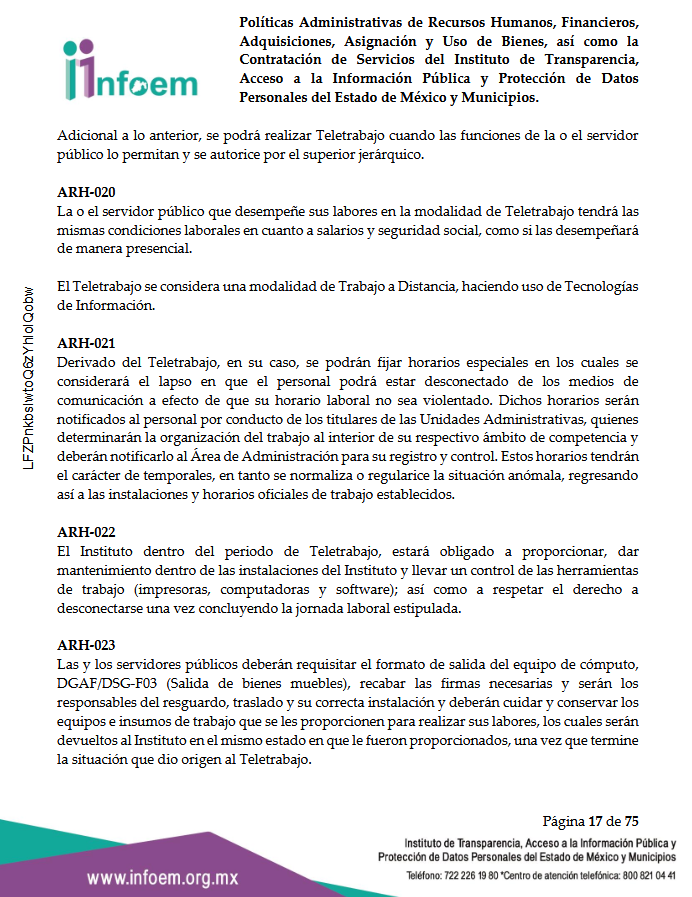 infoem
Políticas Administrativas de Recursos Humanos, Financieros,
Adquisiciones, Asignación y Uso de Bienes, así como la
Contratación de Servicios del Instituto de Transparencia,
Acceso a la Información Pública y Protección de Datos
Personales del Estado de México y Municipios.
Adicional a lo anterior, se podrá realizar Teletrabajo cuando las funciones de la o el servidor
público lo permitan y se autorice por el superior jerárquico.
ARH-020
La o el servidor público que desempeñe sus labores en la modalidad de Teletrabajo tendrá las
mismas condiciones laborales en cuanto a salarios y seguridad social, como si las desempeñará
de manera presencial.
El Teletrabajo se considera una modalidad de Trabajo a Distancia, haciendo uso de Tecnologías
de Información.
ARH-021
Derivado del Teletrabajo, en su caso, se podrán fijar horarios especiales en los cuales se
considerará el lapso en que el personal podrá estar desconectado de los medios de
comunicación a efecto de que su horario laboral no sea violentado. Dichos horarios serán
notificados al personal por conducto de los titulares de las Unidades Administrativas, quienes
determinarán la organización del trabajo al interior de su respectivo ámbito de competencia y
deberán notificarlo al Área de Administración para su registro y control. Estos horarios tendrán
el carácter de temporales, en tanto se normaliza o regularice la situación anómala, regresando
así a las instalaciones y horarios oficiales de trabajo establecidos.
ARH-022
El Instituto dentro del periodo de Teletrabajo, estará obligado a proporcionar, dar
mantenimiento dentro de las instalaciones del Instituto y llevar un control de las herramientas
de trabajo (impresoras, computadoras y software); así como a respetar el derecho a
desconectarse una vez concluyendo la jornada laboral estipulada.
ARH-023
Las y los servidores públicos deberán requisitar el formato de salida del equipo de cómputo,
DGAF/DSG-F03 (Salida de bienes muebles), recabar las firmas necesarias y serán los
responsables del resguardo, traslado y su correcta instalación y deberán cuidar y conservar los
equipos e insumos de trabajo que se les proporcionen para realizar sus labores, los cuales serán
devueltos al Instituto en el mismo estado en que le fueron proporcionados, una vez que termine
la situación que dio origen al Teletrabajo.
Página 17 de 75
Instituto de Transparencia, Acceso a la Información Pública y
Protección de Datos Personales del Estado de México y Municipios
Teléfono: 722 226 19 80 *Centro de atención telefónica: 800 821 04 41
www.infoem.org.mx